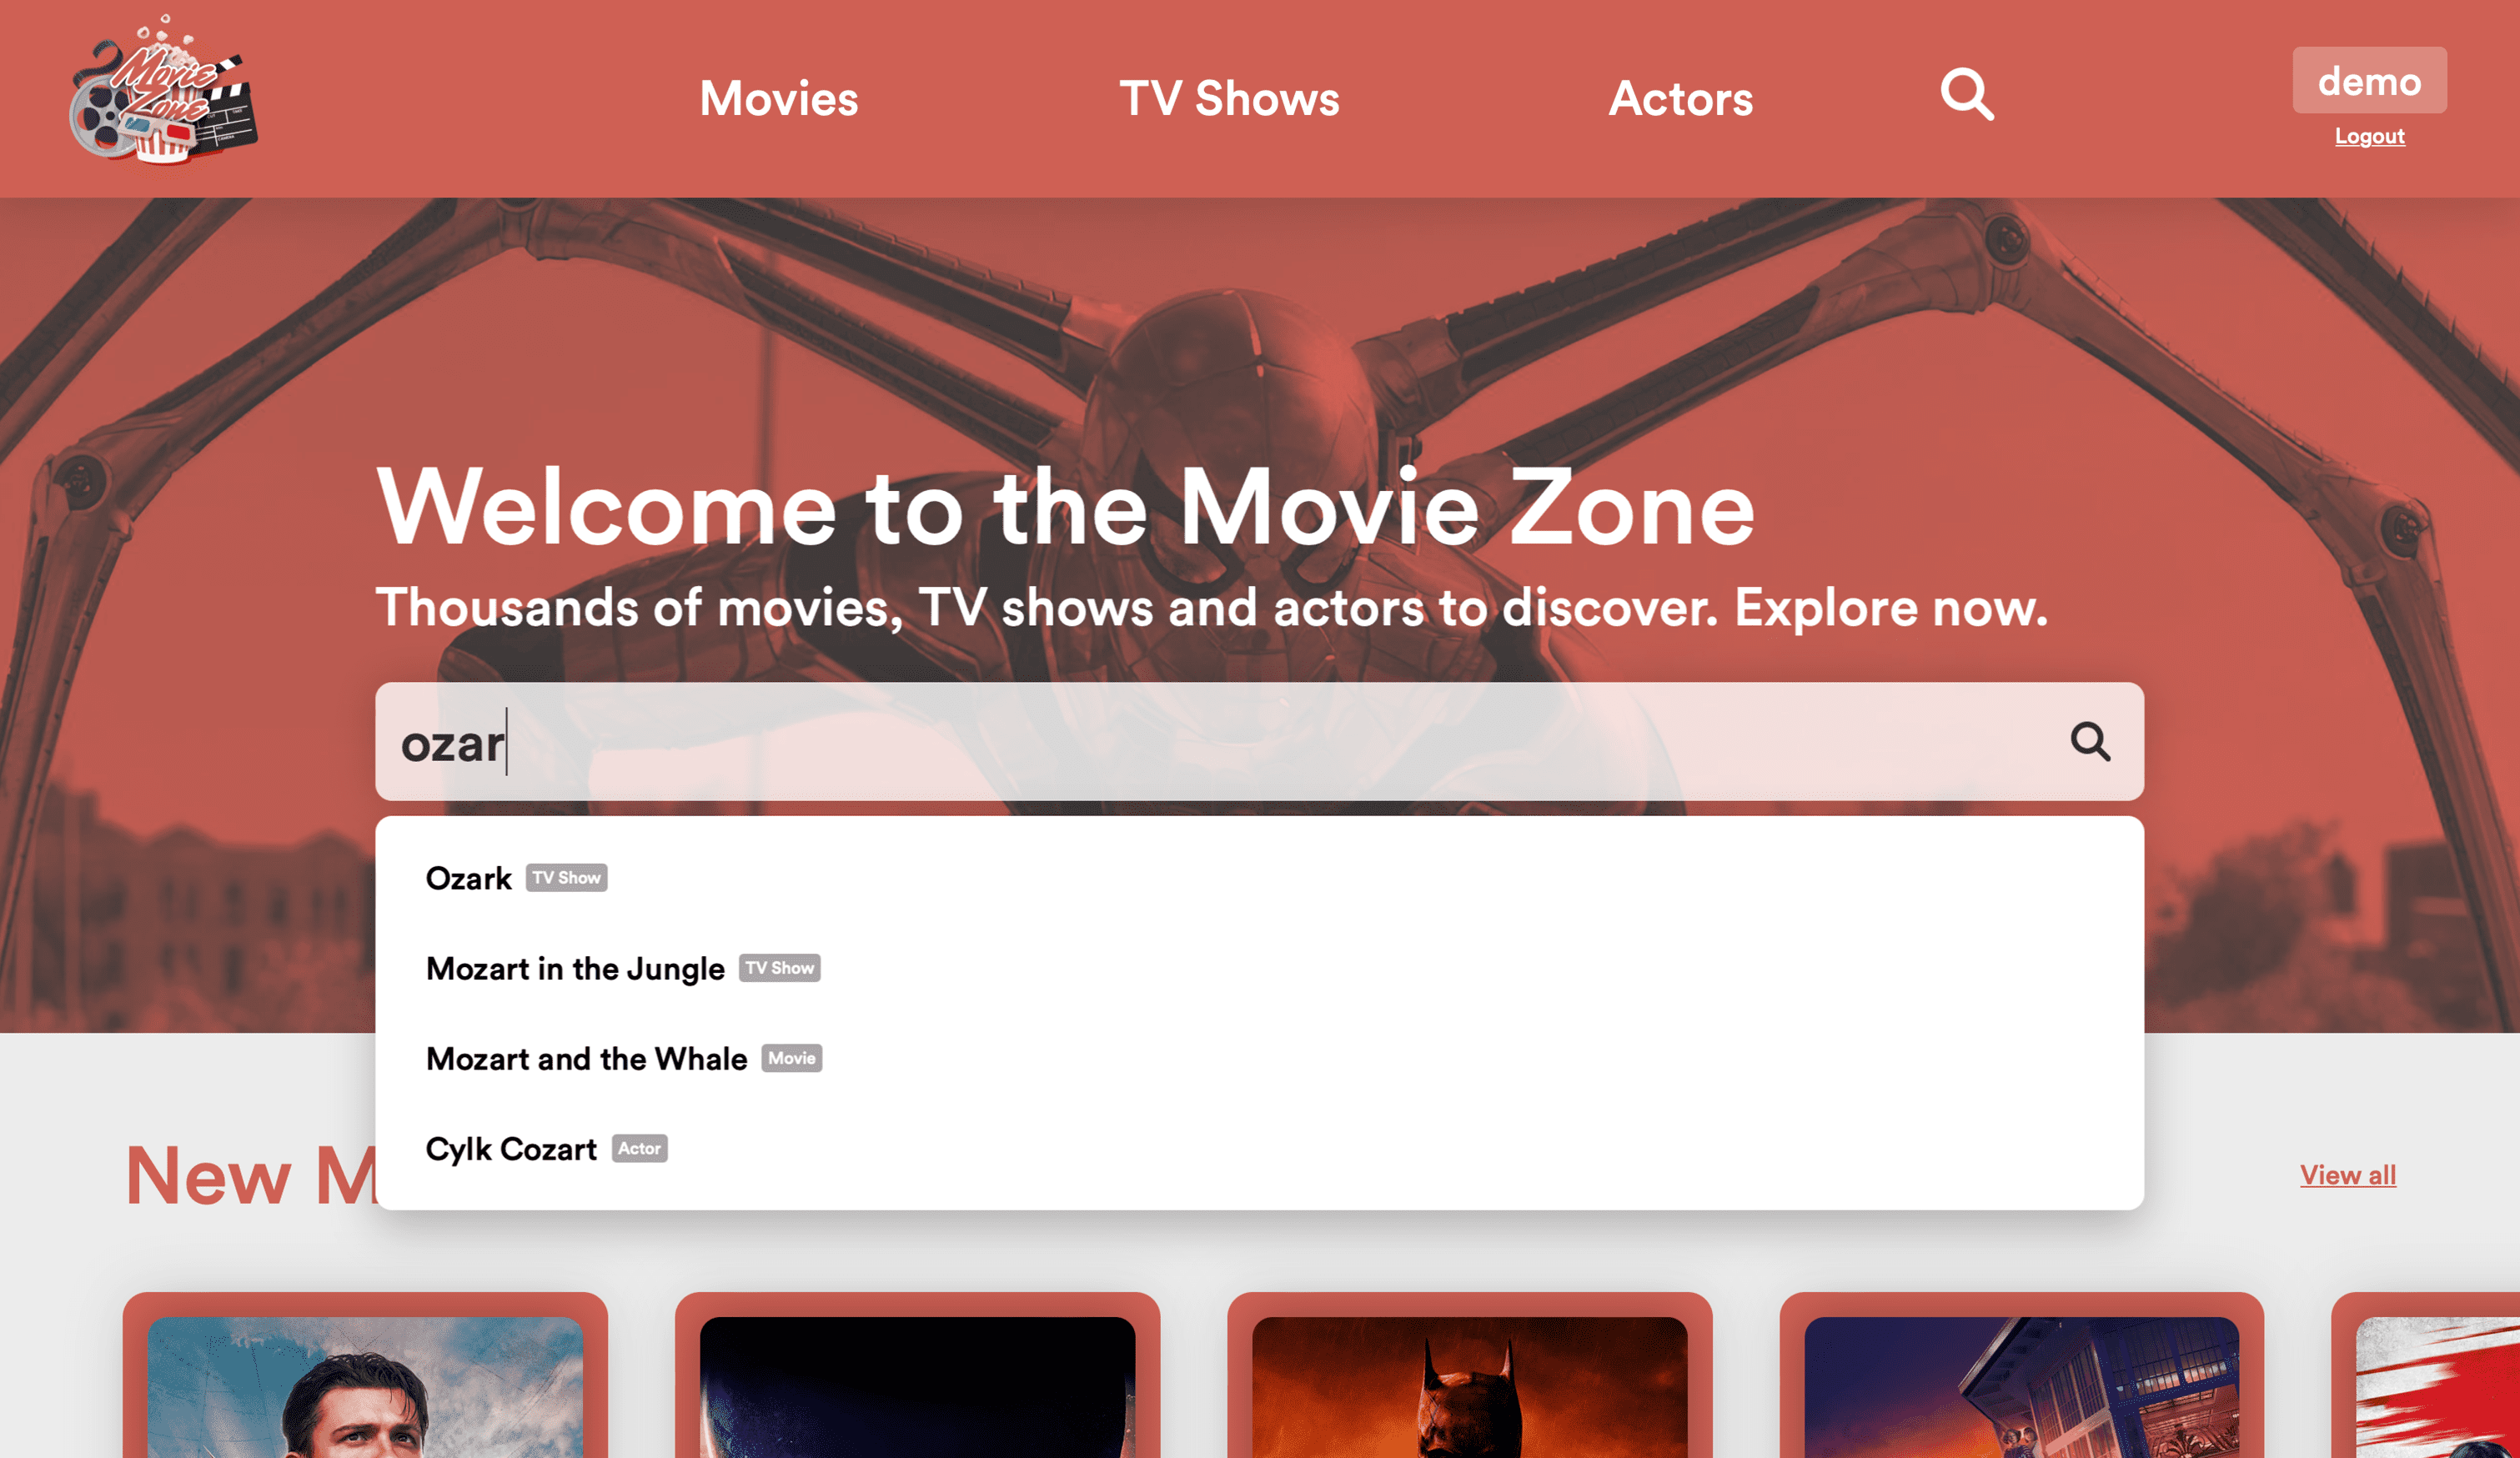 Movie
Zone
Movies
TV Shows
Actors
demo
Logout
Welcome to the Movie Zone
Thousands of movies, TV shows and actors to discover. Explore now.
ozar
Ozark TV Show
Mozart in the Jungle TV Show
Mozart and the Whale Movie
Cylk Cozart Actor
New M
View all